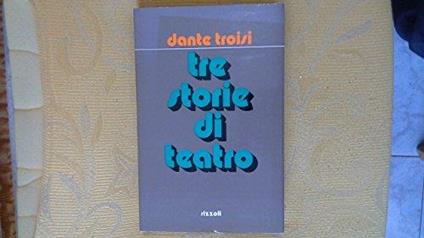 dante troisi
tre
storie
di
teatro
rizzoli